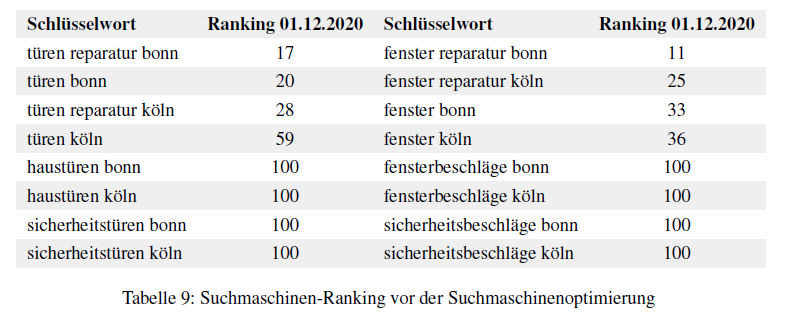 Schlüsselwort Ranking 01.12.2020 Schlüsselwort Ranking 01.12.2020
türen reparatur bonn 17 fenster reparatur bonn 11
türen bonn 20 fenster reparatur köln 25
türen reparatur köln 28 fenster bonn 33
türen köln 59 fenster köln 36
haustüren bonn 100 fensterbeschläge bonn 100
haustüren köln 100 fensterbeschläge köln 100
sicherheitstüren bonn 100 sicherheitsbeschläge bonn 100
sicherheitstüren köln 100 sicherheitsbeschläge köln 100
Tabelle 9: Suchmaschinen-Ranking vor der Suchmaschinenoptimierung